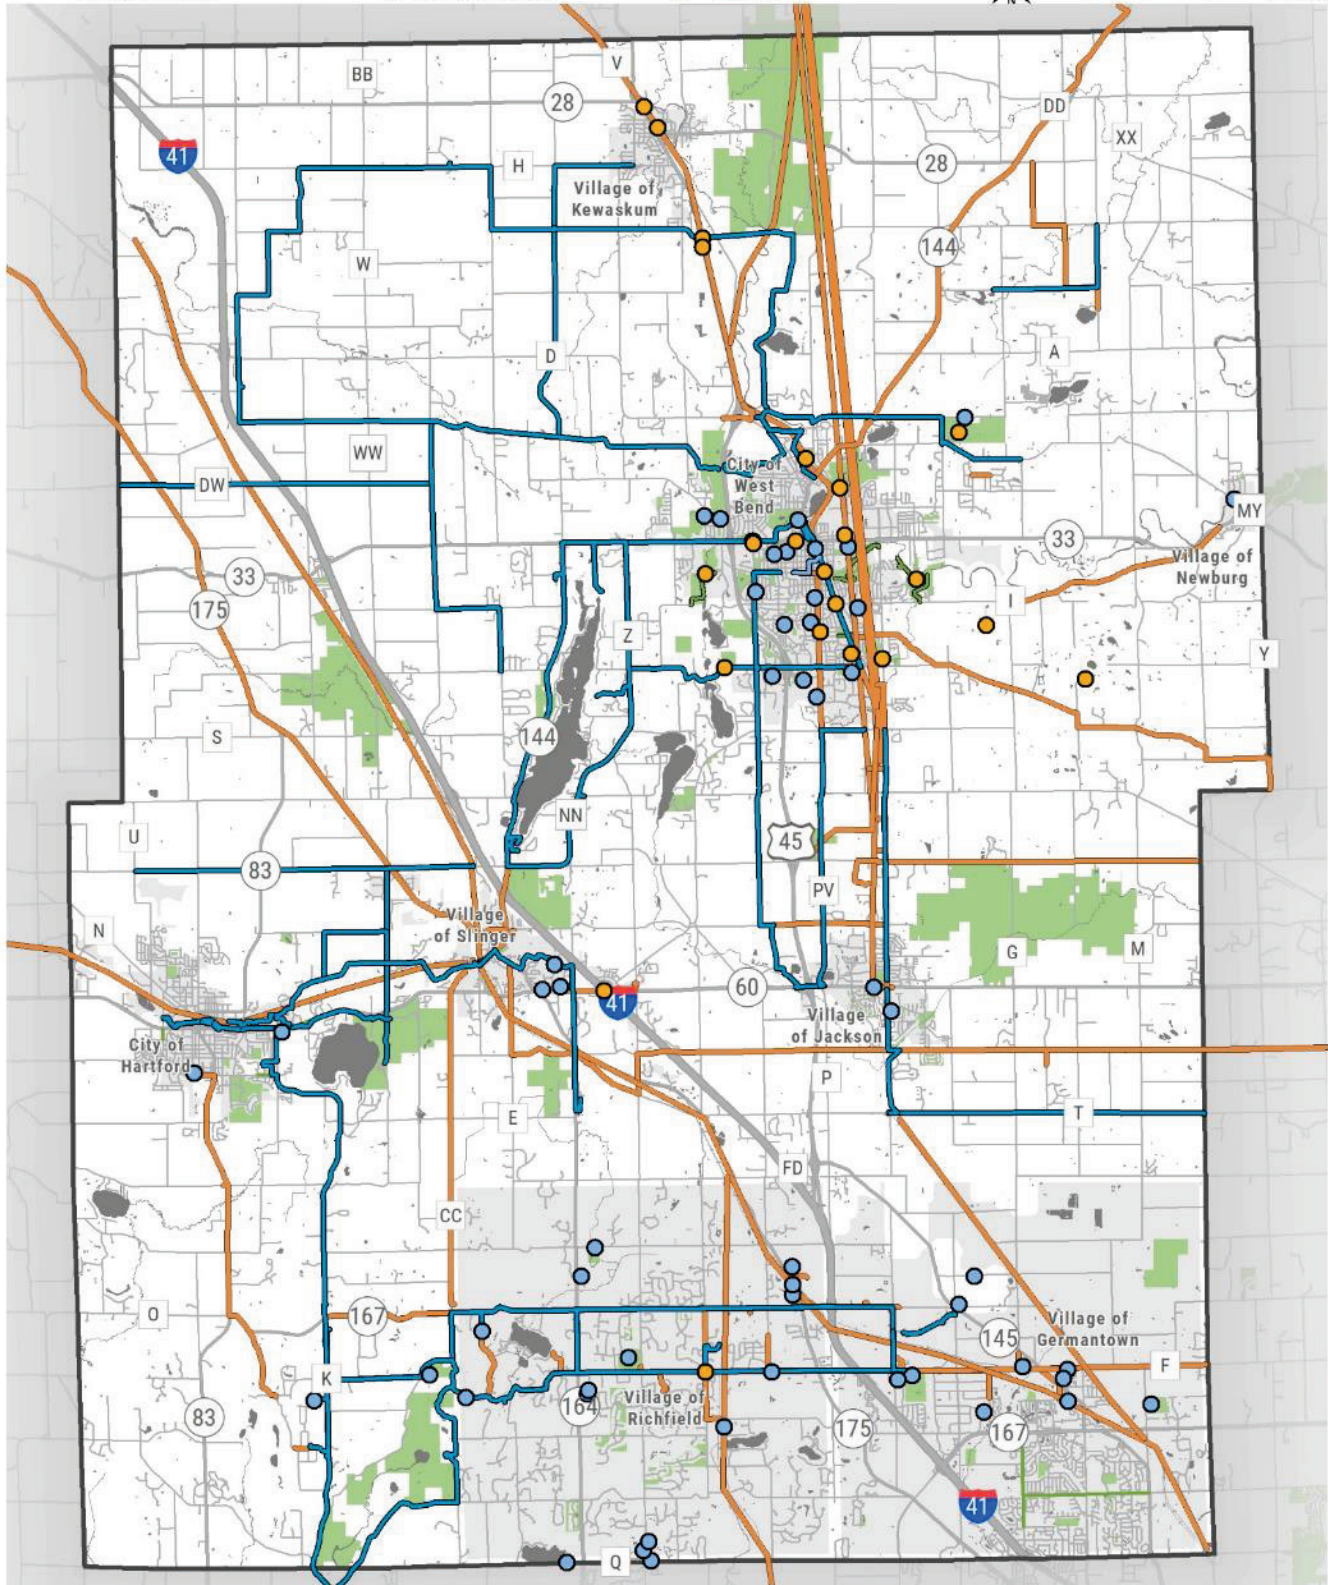 N
V
BB
28
DD
XX
41
28
H
Village of
Kewaskum
144
W
D
A
WW
City of
West
Bend
DW
MY
33
33
Village of
Newburg
175
I
Z
Y
S
144
NN
U
45
83
PV
Village
of Slinger
N
G
M
60
41
Village
of Jackson
City of
Hartford
P
E
T
FD
CC
O
167
Village of
Germantown
145
F
K
Village of
Richfield
164
83
175
167
41
Q